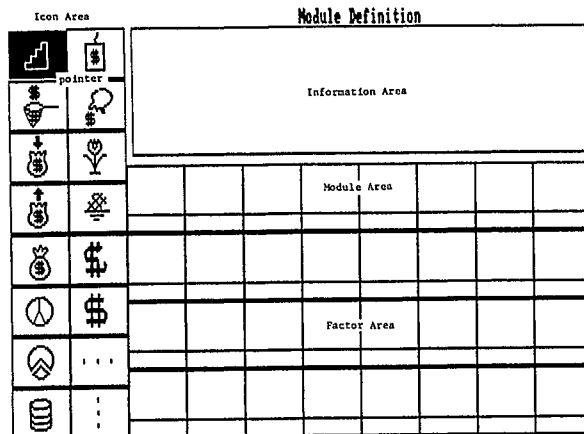 Icon Area
Module Definition
pointer
Information Area
Module Area
Factor Area